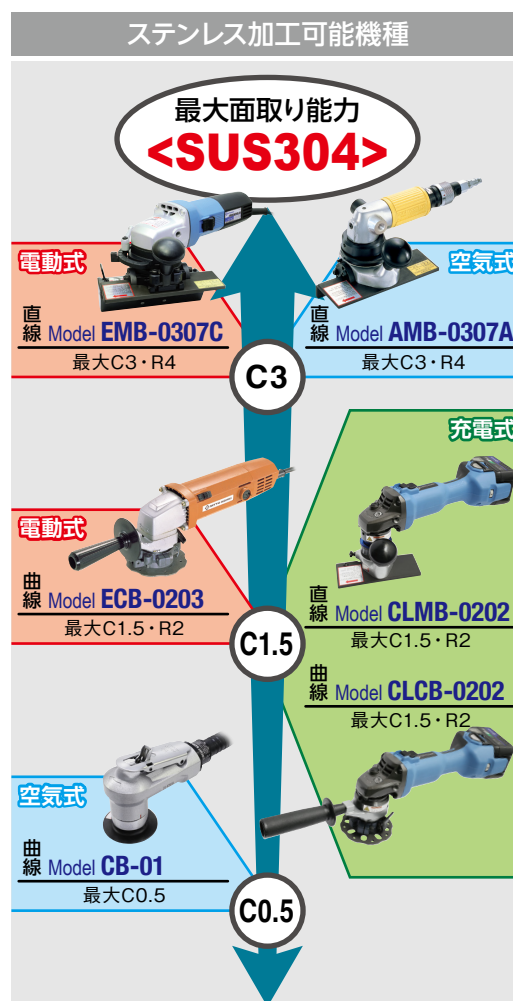 ステンレス加工可能機種
最大面取り能力
<SUS304>
電動式
直線 Model EMB-0307C
最大C3・R4
空気式
直線 Model AMB-0307A
最大C3・R4
C3
充電式
電動式
曲線 Model ECB-0203
最大C1.5・R2
直線 Model CLMB-0202
最大C1.5・R2
C1.5
曲線 Model CLCB-0202
最大C1.5・R2
空気式
曲線 Model CB-01
最大C0.5
C0.5